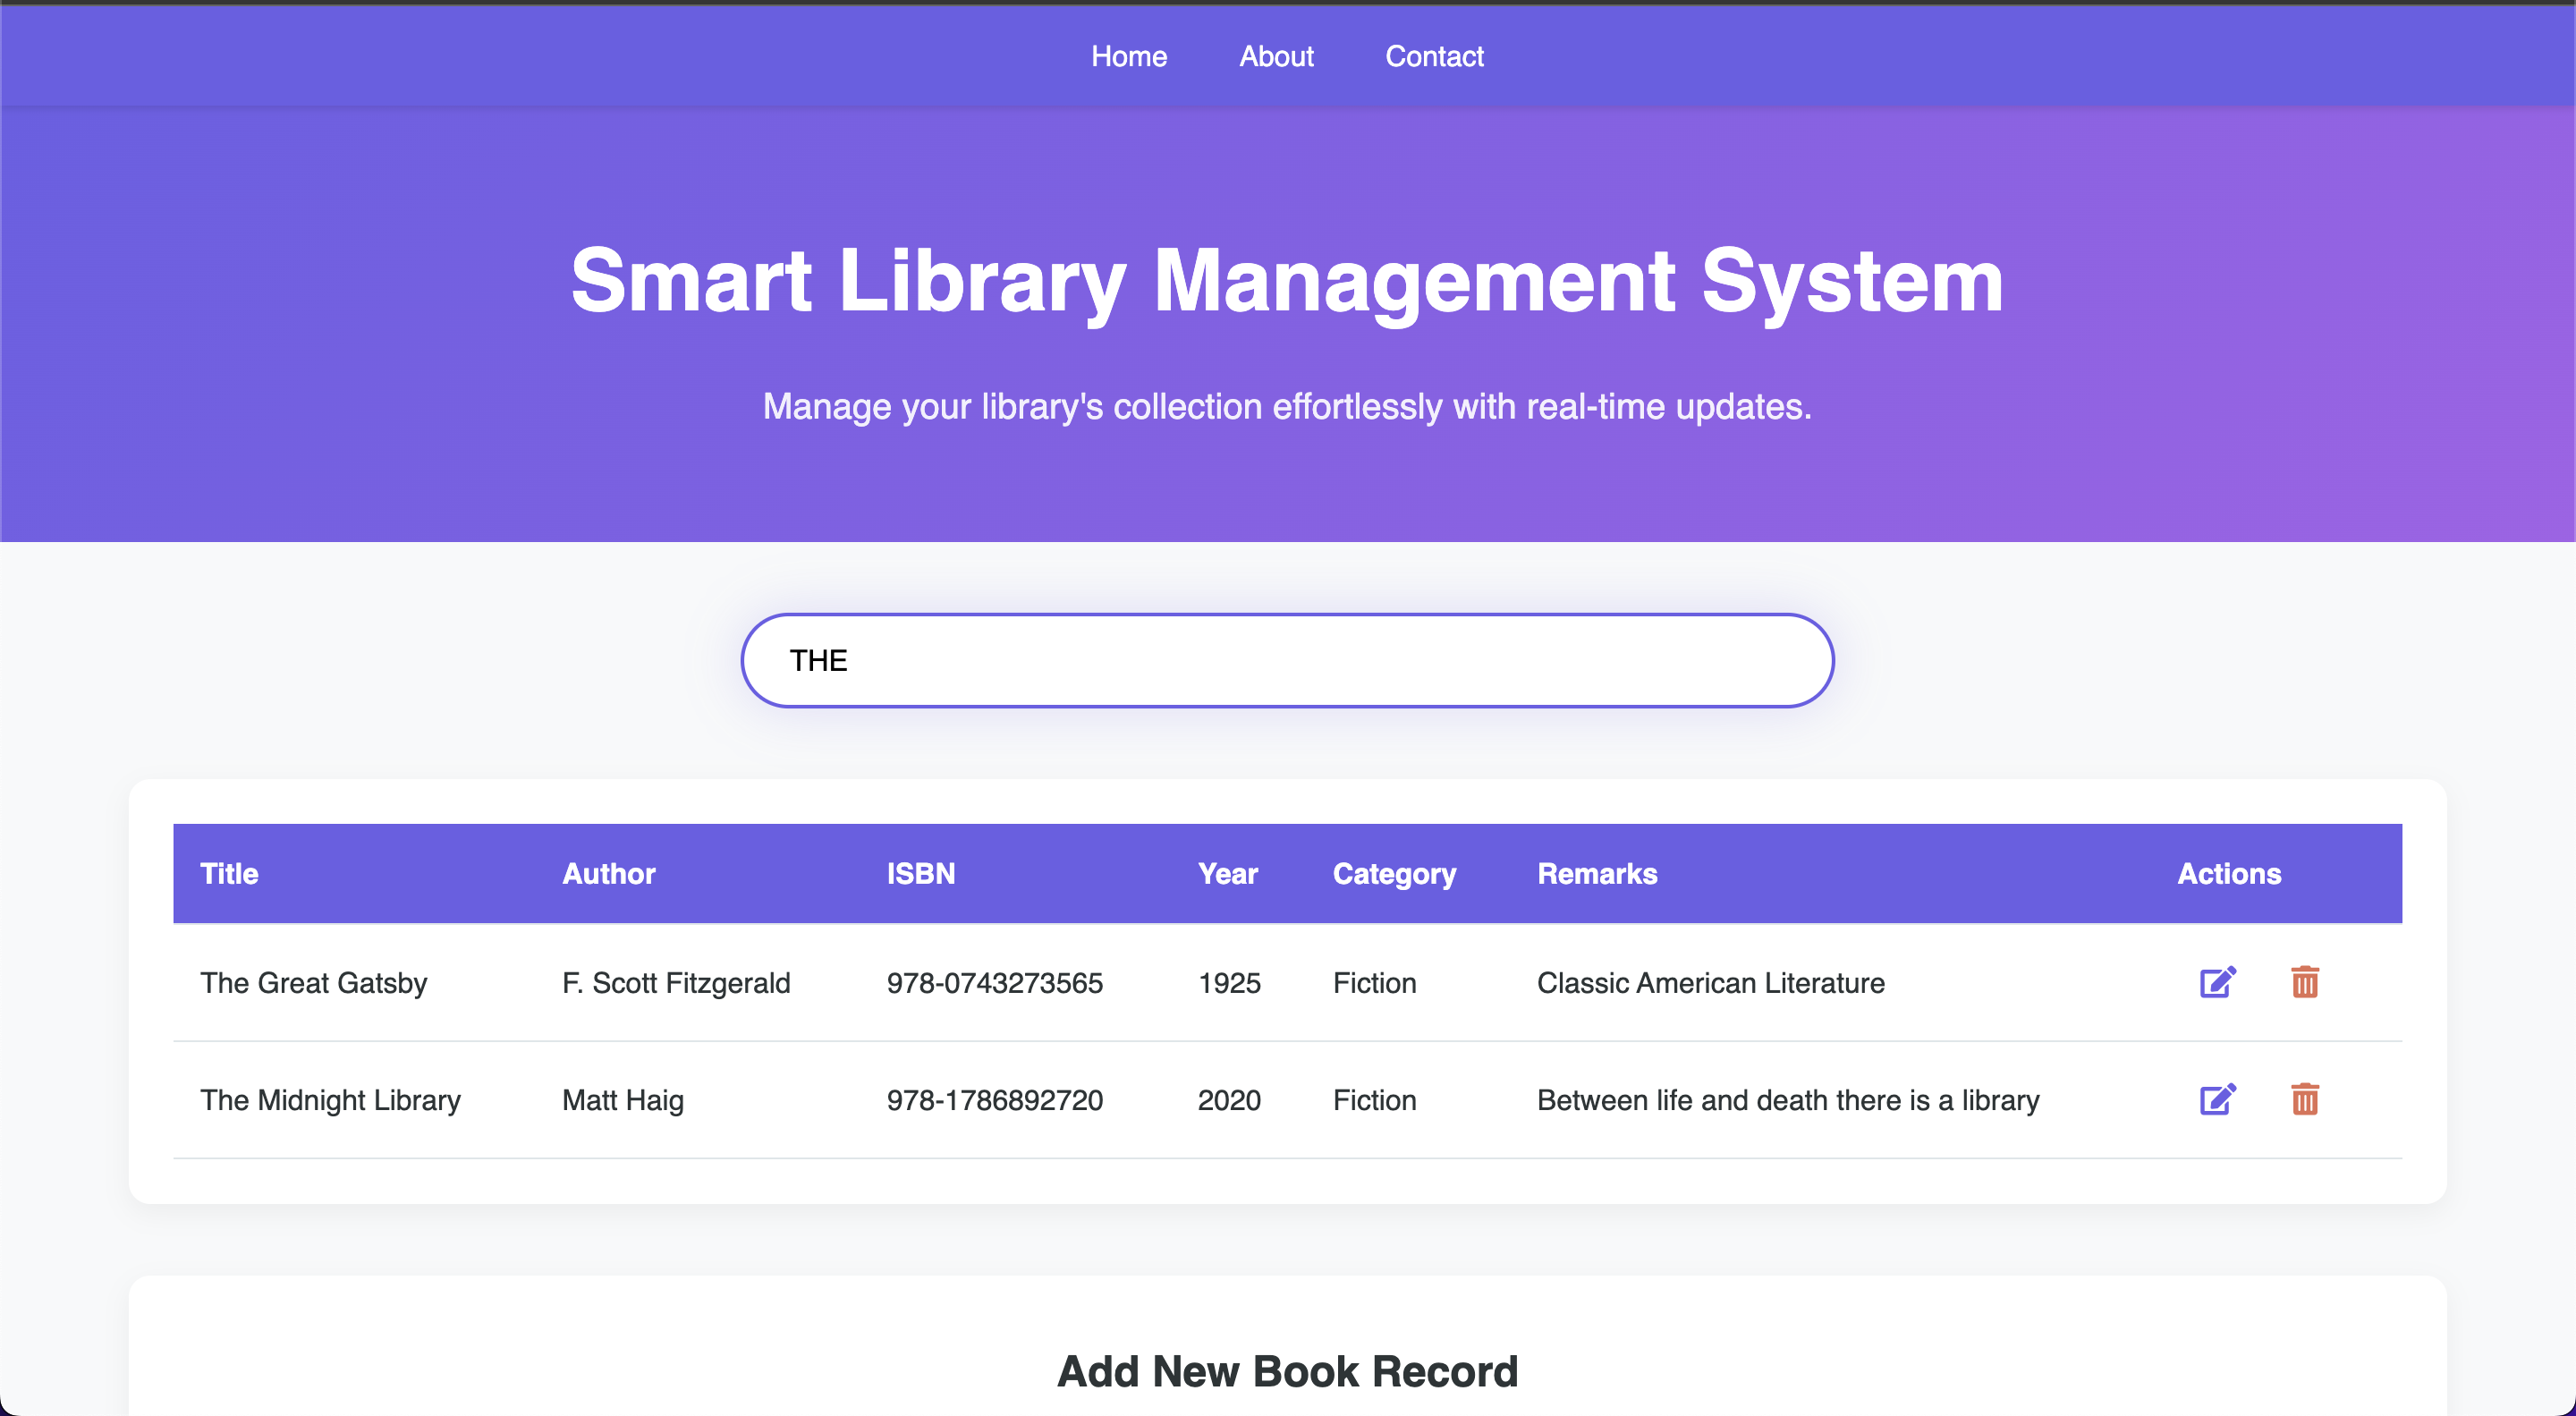 Home About Contact
Smart Library Management System
Manage your library's collection effortlessly with real-time updates.
THE
Title Author ISBN Year Category Remarks Actions
The Great Gatsby F. Scott Fitzgerald 978-0743273565 1925 Fiction Classic American Literature
The Midnight Library Matt Haig 978-1786892720 2020 Fiction Between life and death there is a library
Add New Book Record